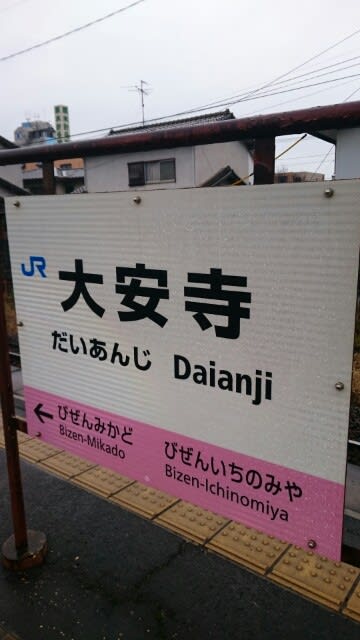 JR 大安寺
だいあんじ Daianji
← びぜんみかど びぜんいちのみや
Bizen-Mikado Bizen-Ichinomiya